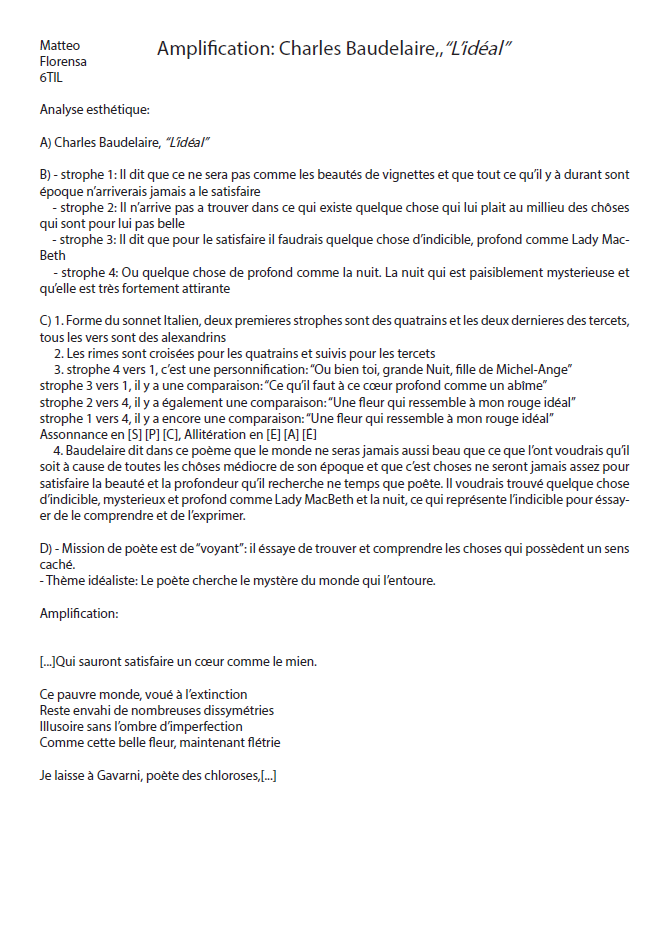 Matteo
Florensa
6TIL
Amplification: Charles Baudelaire,,“L’idéal”
Analyse esthétique:
A) Charles Baudelaire, “L’idéal”
B) - strophe 1: Il dit que ce ne sera pas comme les beautés de vignettes et que tout ce qu’il y à durant sont
époque n’arriverais jamais a le satisfaire
- strophe 2: Il n’arrive pas a trouver dans ce qui existe quelque chose qui lui plait au millieu des chôses
qui sont pour lui pas belle
- strophe 3: Il dit que pour le satisfaire il faudrais quelque chose d’indicible, profond comme Lady Mac-
Beth
- strophe 4: Ou quelque chose de profond comme la nuit. La nuit qui est paisiblement mysterieuse et
qu’elle est très fortement attirante
C) 1. Forme du sonnet Italien, deux premieres strophes sont des quatrains et les deux dernieres des tercets,
tous les vers sont des alexandrins
2. Les rimes sont croisées pour les quatrains et suivis pour les tercets
3. strophe 4 vers 1, c’est une personnification: “Ou bien toi, grande Nuit, fille de Michel-Ange”
strophe 3 vers 1, il y a une comparaison: “Ce qu’il faut à ce cœur profond comme un abîme”
strophe 2 vers 4, il y a également une comparaison: “Une fleur qui ressemble à mon rouge idéal”
strophe 1 vers 4, il y a encore une comparaison: “Une fleur qui ressemble à mon rouge idéal”
Assonnance en [S] [P] [C], Allitération en [E] [A] [É]
4. Baudelaire dit dans ce poème que le monde ne seras jamais aussi beau que ce que l’ont voudrais qu’il
soit à cause de toutes les chôses médiocre de son époque et que c’est choses ne seront jamais assez pour
satisfaire la beauté et la profondeur qu’il recherche ne temps que poête. Il voudrais trouvé quelque chose
d’indicible, mysterieux et profond comme Lady MacBeth et la nuit, ce qui représente l’indicible pour éssay-
er de le comprendre et de l’exprimer.
D) - Mission de poète est de “voyant”: il éssaye de trouver et comprendre les choses qui possèdent un sens
caché.
- Thème idéaliste: Le poète cherche le mystère du monde qui l’entoure.
Amplification:
[...]Qui sauront satisfaire un cœur comme le mien.
Ce pauvre monde, voué à l’extinction
Reste envahi de nombreuses dissymétries
Illusoire sans l’ombre d’imperfection
Comme cette belle fleur, maintenant flétrie
Je laisse à Gavarni, poète des chloroses,[...]